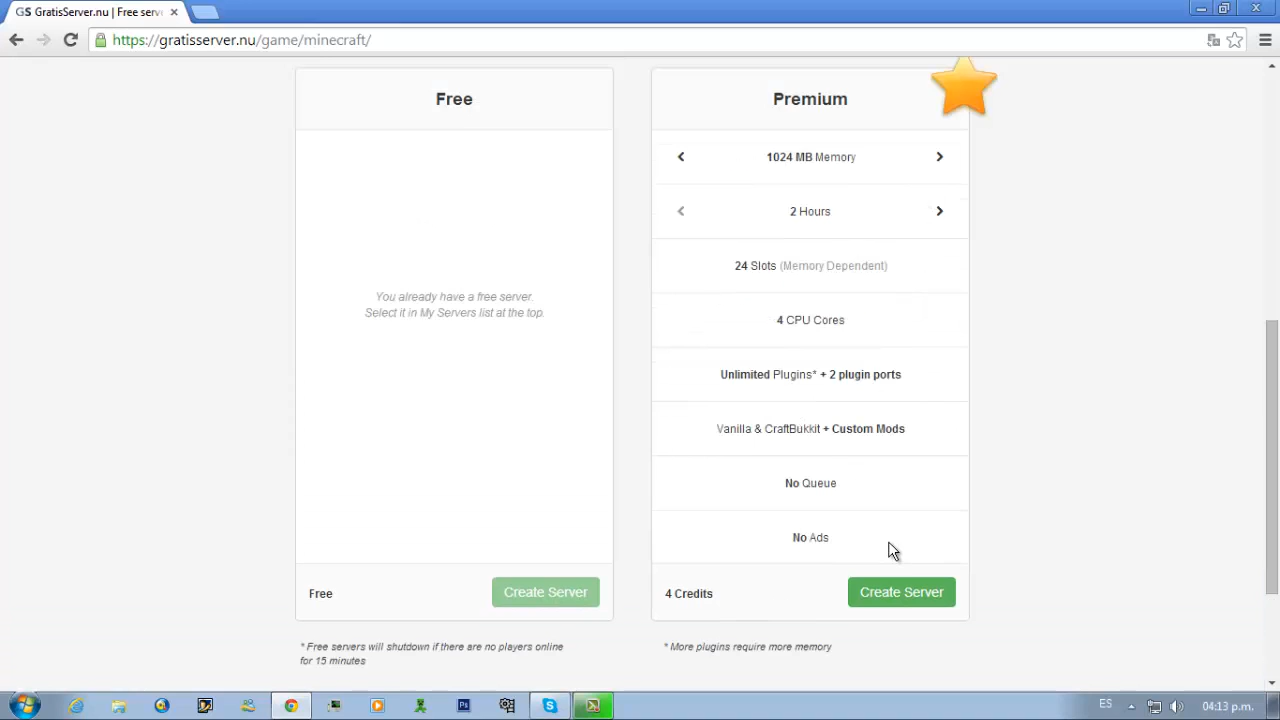 GS GratisServer.nu | Free serv
https://gratisserver.nu/game/minecraft/
Free
You already have a free server.
Select it in My Servers list at the top.
Free
Create Server
* Free servers will shutdown if there are no players online
for 15 minutes
Premium
1024 MB Memory
2 Hours
24 Slots (Memory Dependent)
4 CPU Cores
Unlimited Plugins* + 2 plugin ports
Vanilla & CraftBukkit + Custom Mods
No Queue
No Ads
4 Credits
Create Server
* More plugins require more memory
ES
04:13 p.m.